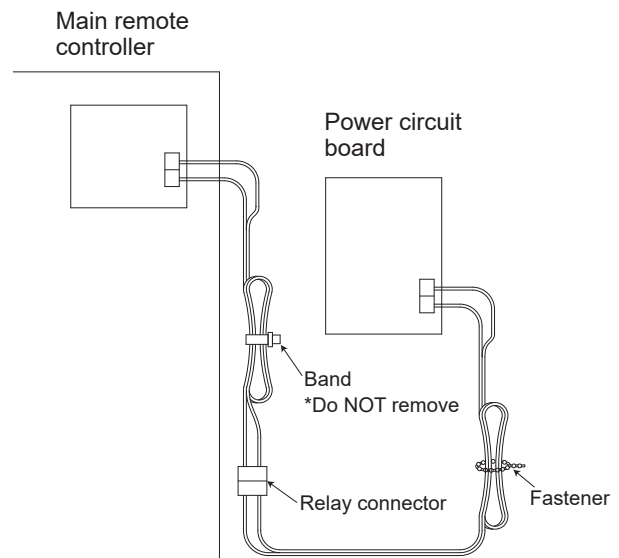 Main remote
controller
Power circuit
board
Band
*Do NOT remove
Relay connector
Fastener